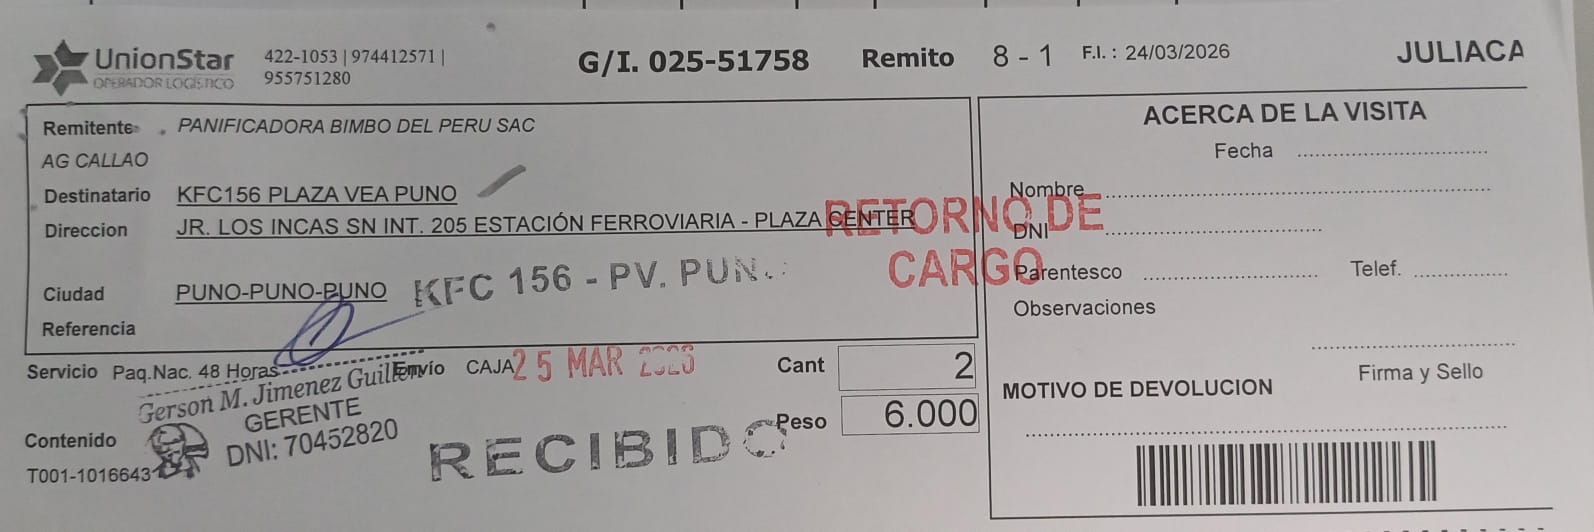 UnionStar
OPERADOR LOGÍSTICO
422-1053 | 974412571 |
955751280
G/I. 025-51758
Remito 8 - 1
F.I. : 24/03/2026
JULIACA
Remitente PANIFICADORA BIMBO DEL PERU SAC
AG CALLAO
Destinatario KFC156 PLAZA VEA PUNO
Direccion JR. LOS INCAS SN INT. 205 ESTACIÓN FERROVIARIA - PLAZA CENTER
Ciudad PUNO-PUNO-PUNO
KFC 156 - PV. PUNO
Referencia
RETORNO DE
CARGO
Servicio Paq.Nac. 48 Horas
Envío CAJA
25 MAR 2026
Cant 2
Gerson M. Jimenez Guillen
GERENTE
DNI: 70452820
Peso 6.000
Contenido
T001-1016643
RECIBIDO
ACERCA DE LA VISITA
Fecha
Nombre
DNI
Parentesco
Telef.
Observaciones
Firma y Sello
MOTIVO DE DEVOLUCION